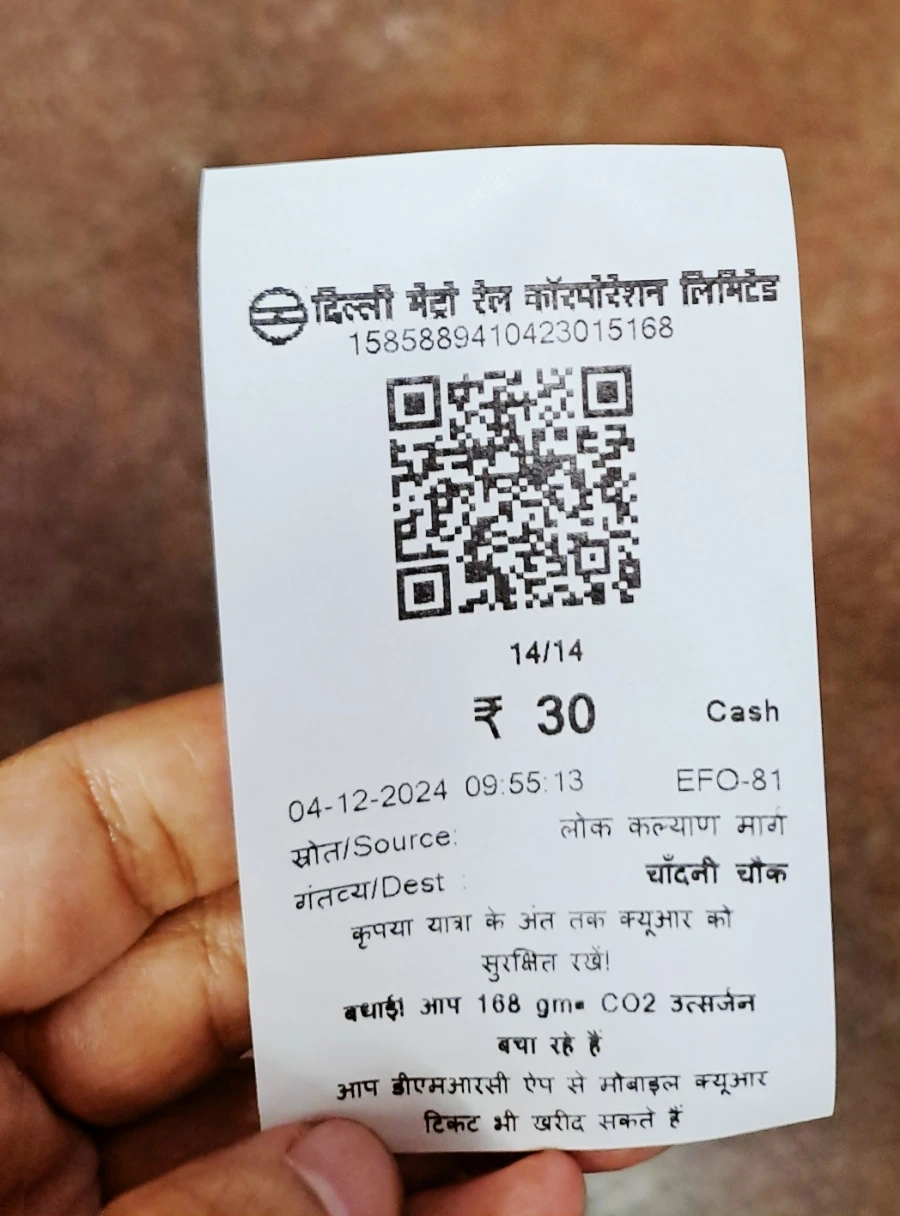 दिल्ली मेट्रो रेल कॉरपोरेशन लिमिटेड
1585889410423015168
14/14
₹ 30 Cash
04-12-2024 09:55:13 EFO-81
स्रोत/Source: लोक कल्याण मार्ग
गंतव्य/Dest : चाँदनी चौक
कृपया यात्रा के अंत तक क्यूआर को
सुरक्षित रखें!
बधाई! आप 168 gm= CO2 उत्सर्जन
बचा रहे हैं
आप डीएमआरसी ऐप से मोबाइल क्यूआर
टिकट भी खरीद सकते हैं